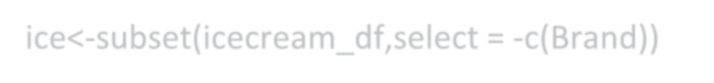 ice<-subset(icecream_df,select = -c(Brand))